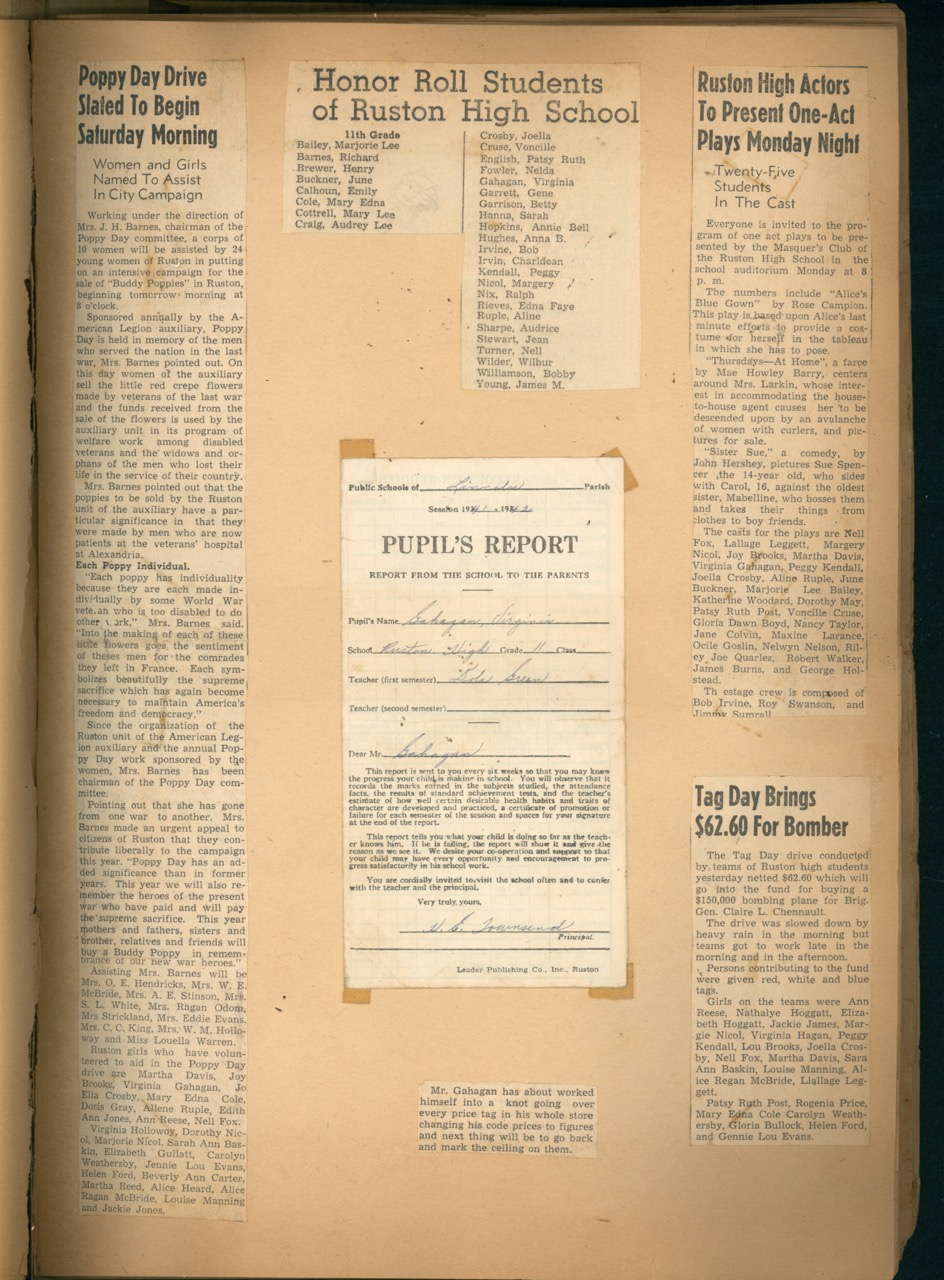 Poppy Day Drive
Slated To Begin
Saturday Morning
Women and Girls
Named To Assist
In City Campaign
Working under the direction of
Mrs. J. H. Barnes, chairman of the
Poppy Day committee, a corps of
16 women will be assisted by 24
young women of Ruston in putting
on an intensive campaign for the
sale of "Buddy Poppies" in Ruston,
beginning tomorrow morning at
8 o'clock.
Sponsored annually by the A-
merican Legion auxiliary, Poppy
Day is held in memory of the men
who served the nation in the last
war, Mrs. Barnes pointed out. On
this day women of the auxiliary
sell the little red crepe flowers
made by veterans of the last war
and the funds received from the
sale of the flowers is used by the
auxiliary unit in its program of
welfare work among disabled
veterans and the widows and or-
phans of the men who lost their
life in the service of their country.
Mrs. Barnes pointed out that the
poppies to be sold by the Ruston
unit of the auxiliary have a par-
ticular significance in that they
were made by men who are now
patients at the veterans' hospital
at Alexandria.
Each Poppy Individual.
"Each poppy has individuality
because they are each made in-
dividually by some World War
veteran who is too disabled to do
other work," Mrs. Barnes said.
"Into the making of each of these
little flowers goes the sentiment
of theses men for the comrades
they left in France. Each sym-
bolizes beautifully the supreme
sacrifice which has again become
necessary to maintain America's
freedom and democracy."
Since the organization of the
Ruston unit of the American Leg-
ion auxiliary and the annual Pop-
py Day work sponsored by the
women, Mrs. Barnes has been
chairman of the Poppy Day com-
mittee.
Pointing out that she has gone
from one war to another. Mrs.
Barnes made an urgent appeal to
citizens of Ruston that they con-
tribute liberally to the campaign
this year. "Poppy Day has an ad-
ded significance than in former
years. This year we will also re-
member the heroes of the present
war who have paid and will pay
the supreme sacrifice. This year
mothers and fathers, sisters and
brother, relatives and friends will
buy a Buddy Poppy in remem-
brance of our new war heroes."
Assisting Mrs. Barnes will be
Mrs. O. E. Hendricks, Mrs. W. E.
McBride, Mrs. A. E. Stinson, Mrs.
S. L. White, Mrs. Ragan Odom,
Mrs Strickland, Mrs. Eddie Evans,
Mrs. C. C. King, Mrs. W. M. Hollo-
way and Miss Louella Warren.
Ruston girls who have volun-
teered to aid in the Poppy Day
drive are Martha Davis, Joy
Brooks, Virginia Gahagan, Jo
Ella Crosby, Mary Edna Cole,
Doris Gray, Allene Ruple, Edith
Ann Jones, Ann Reese, Nell Fox.
Virginia Holloway, Dorothy Nic-
ol, Marjorie Nicol, Sarah Ann Bas-
kin, Elizabeth Gullatt, Carolyn
Weathersby, Jennie Lou Evans,
Helen Ford, Beverly Ann Carter,
Martha Reed, Alice Heard, Alice
Ragan McBride, Louise Manning
and Jackie Jones.
Honor Roll Students
of Ruston High School
11th Grade
Bailey, Marjorie Lee
Barnes, Richard
Brewer, Henry
Buckner, June
Calhoun, Emily
Cole, Mary Edna
Cottrell, Mary Lee
Craig, Audrey Lee
Crosby, Joella
Cruse, Voncille
English, Patsy Ruth
Fowler, Nelda
Gahagan, Virginia
Garrett, Gene
Garrison, Betty
Hanna, Sarah
Hopkins, Annie Bell
Hughes, Anna B.
Irvine, Bob
Irvin, Charldean
Kendall, Peggy
Nicol, Margery
Nix, Ralph
Rieves, Edna Faye
Ruple, Aline
Sharpe, Audrice
Stewart, Jean
Turner, Nell
Wilder, Wilbur
Williamson, Bobby
Young, James M.
Public Schools of Lincoln Parish
Session 1941 - 1942
PUPIL'S REPORT
REPORT FROM THE SCHOOL TO THE PARENTS
Pupil's Name Gahagan, Virginia
School Ruston High Grade 11 Class
Teacher (first semester)
Teacher (second semester)
Dear Mr. Gahagan
This report is sent to you every six weeks so that you may know
the progress your child is making in school. You will observe that it
records the marks earned in the subjects studied, the attendance
facts, the results of standard achievement tests, and the teacher's
estimate of how well certain desirable health habits and traits of
character are developed and practiced, a certificate of promotion or
failure for each semester of the session and spaces for your signature
at the end of the report.
This report tells you what your child is doing so far as the teach-
er knows him. If he is failing, the report will show it and give the
reason as we see it. We desire your co-operation and support so that
your child may have every opportunity and encouragement to pro-
gress satisfactorily in his school work.
You are cordially invited to visit the school often and to confer
with the teacher and the principal.
Very truly, yours,
H. E. Townsend
Principal.
Leader Publishing Co., Inc., Ruston
Mr. Gahagan has about worked
himself into a knot going over
every price tag in his whole store
changing his code prices to figures
and next thing will be to go back
and mark the ceiling on them.
Ruston High Actors
To Present One-Act
Plays Monday Night
Twenty-Five
Students
In The Cast
Everyone is invited to the pro-
gram of one act plays to be pre-
sented by the Masquer's Club of
the Ruston High School in the
school auditorium Monday at 8
p. m.
The numbers include "Alice's
Blue Gown" by Rose Campion.
This play is based upon Alice's last
minute efforts to provide a cos-
tume for herself in the tableau
in which she has to pose.
"Thursdays—At Home", a farce
by Mae Howley Barry, centers
around Mrs. Larkin, whose inter-
est in accommodating the house-
to-house agent causes her to be
descended upon by an avalanche
of women with curlers, and pic-
tures for sale.
"Sister Sue," a comedy, by
John Hershey, pictures Sue Spen-
cer ,the 14-year old, who sides
with Carol, 16, against the oldest
sister, Mabelline, who bosses them
and takes their things from
clothes to boy friends.
The casts for the plays are Nell
Fox, Lallage Leggett, Margery
Nicol, Joy Brooks, Martha Davis,
Virginia Gahagan, Peggy Kendall,
Joella Crosby, Aline Ruple, June
Buckner, Marjorie Lee Bailey,
Katherine Woodard, Dorothy May,
Patsy Ruth Post, Voncille Cruse,
Gloria Dawn Boyd, Nancy Taylor,
Jane Colvin, Maxine Larance,
Ocile Goslin, Nelwyn Nelson, Ril-
ey Joe Quarles, Robert Walker,
James Burns, and George Hol-
stead.
Th estage crew is composed of
Bob Irvine, Roy Swanson, and
Jimmy Sumrall
Tag Day Brings
$62.60 For Bomber
The Tag Day drive conducted
by teams of Ruston high students
yesterday netted $62.60 which will
go into the fund for buying a
$150,000 bombing plane for Brig.
Gen. Claire L. Chennault.
The drive was slowed down by
heavy rain in the morning but
teams got to work late in the
morning and in the afternoon.
Persons contributing to the fund
were given red, white and blue
tags.
Girls on the teams were Ann
Reese, Nathalye Hoggatt, Eliza-
beth Hoggatt, Jackie James, Mar-
gie Nicol, Virginia Hagan, Peggy
Kendall, Lou Brooks, Joella Cros-
by, Nell Fox, Martha Davis, Sara
Ann Baskin, Louise Manning, Al-
ice Regan McBride, Llallage Leg-
gett,
Patsy Ruth Post, Rogenia Price,
Mary Edna Cole Carolyn Weath-
ersby, Gloria Bullock, Helen Ford,
and Gennie Lou Evans.